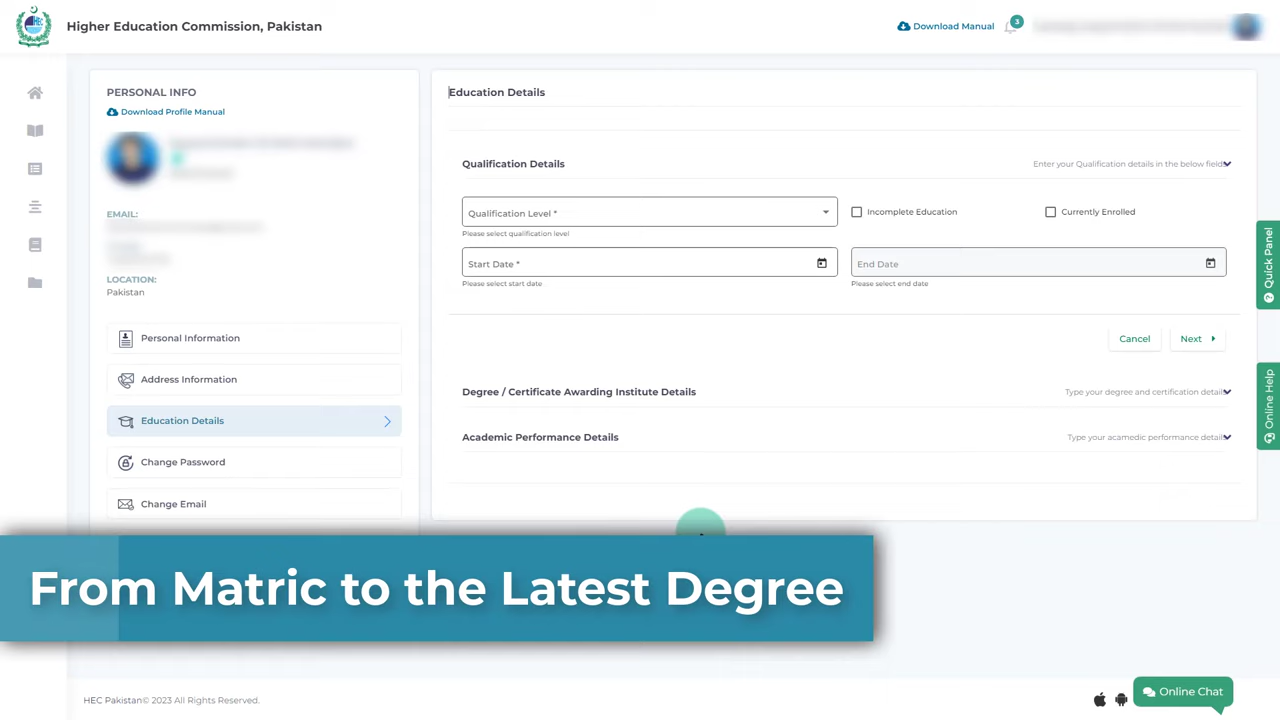 Higher Education Commission, Pakistan
Download Manual
3
PERSONAL INFO
Download Profile Manual
EMAIL:
LOCATION:
Pakistan
Personal Information
Address Information
Education Details
Change Password
Change Email
Education Details
Qualification Details
Enter your Qualification details in the below field
Qualification Level *
Incomplete Education
Currently Enrolled
Please select qualification level
Start Date *
End Date
Please select start date
Please select end date
Cancel
Next
Degree / Certificate Awarding Institute Details
Type your degree and certification detail
Academic Performance Details
Type your acamedic performance detail
Quick Panel
Online Help
From Matric to the Latest Degree
HEC Pakistan© 2023 All Rights Reserved.
Online Chat